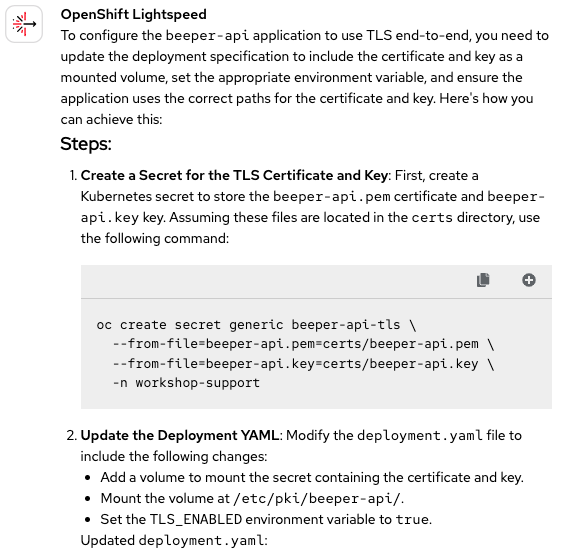 OpenShift Lightspeed
To configure the beeper-api application to use TLS end-to-end, you need to
update the deployment specification to include the certificate and key as a
mounted volume, set the appropriate environment variable, and ensure the
application uses the correct paths for the certificate and key. Here's how you
can achieve this:
Steps:
1. Create a Secret for the TLS Certificate and Key: First, create a
Kubernetes secret to store the beeper-api.pem certificate and beeper-
api.key key. Assuming these files are located in the certs directory, use
the following command:
oc create secret generic beeper-api-tls \
--from-file=beeper-api.pem=certs/beeper-api.pem \
--from-file=beeper-api.key=certs/beeper-api.key \
-n workshop-support
2. Update the Deployment YAML: Modify the deployment.yaml file to
include the following changes:
• Add a volume to mount the secret containing the certificate and key.
• Mount the volume at /etc/pki/beeper-api/.
• Set the TLS_ENABLED environment variable to true.
Updated deployment.yaml: